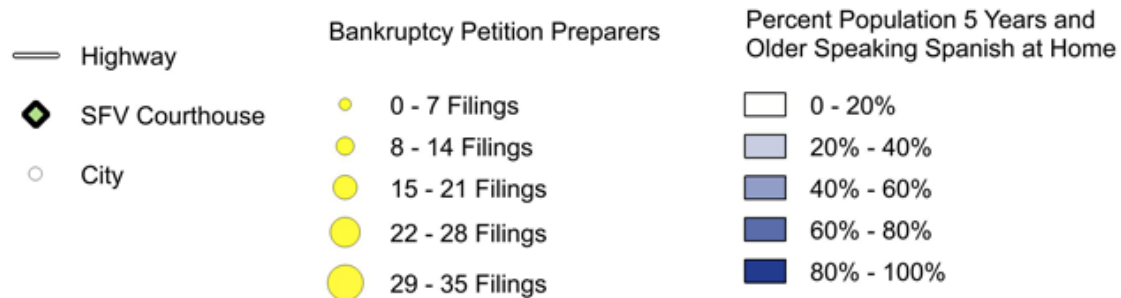 Highway
SFV Courthouse
City
Bankruptcy Petition Preparers
0 - 7 Filings
8 - 14 Filings
15 - 21 Filings
22 - 28 Filings
29 - 35 Filings
Percent Population 5 Years and
Older Speaking Spanish at Home
0 - 20%
20% - 40%
40% - 60%
60% - 80%
80% - 100%